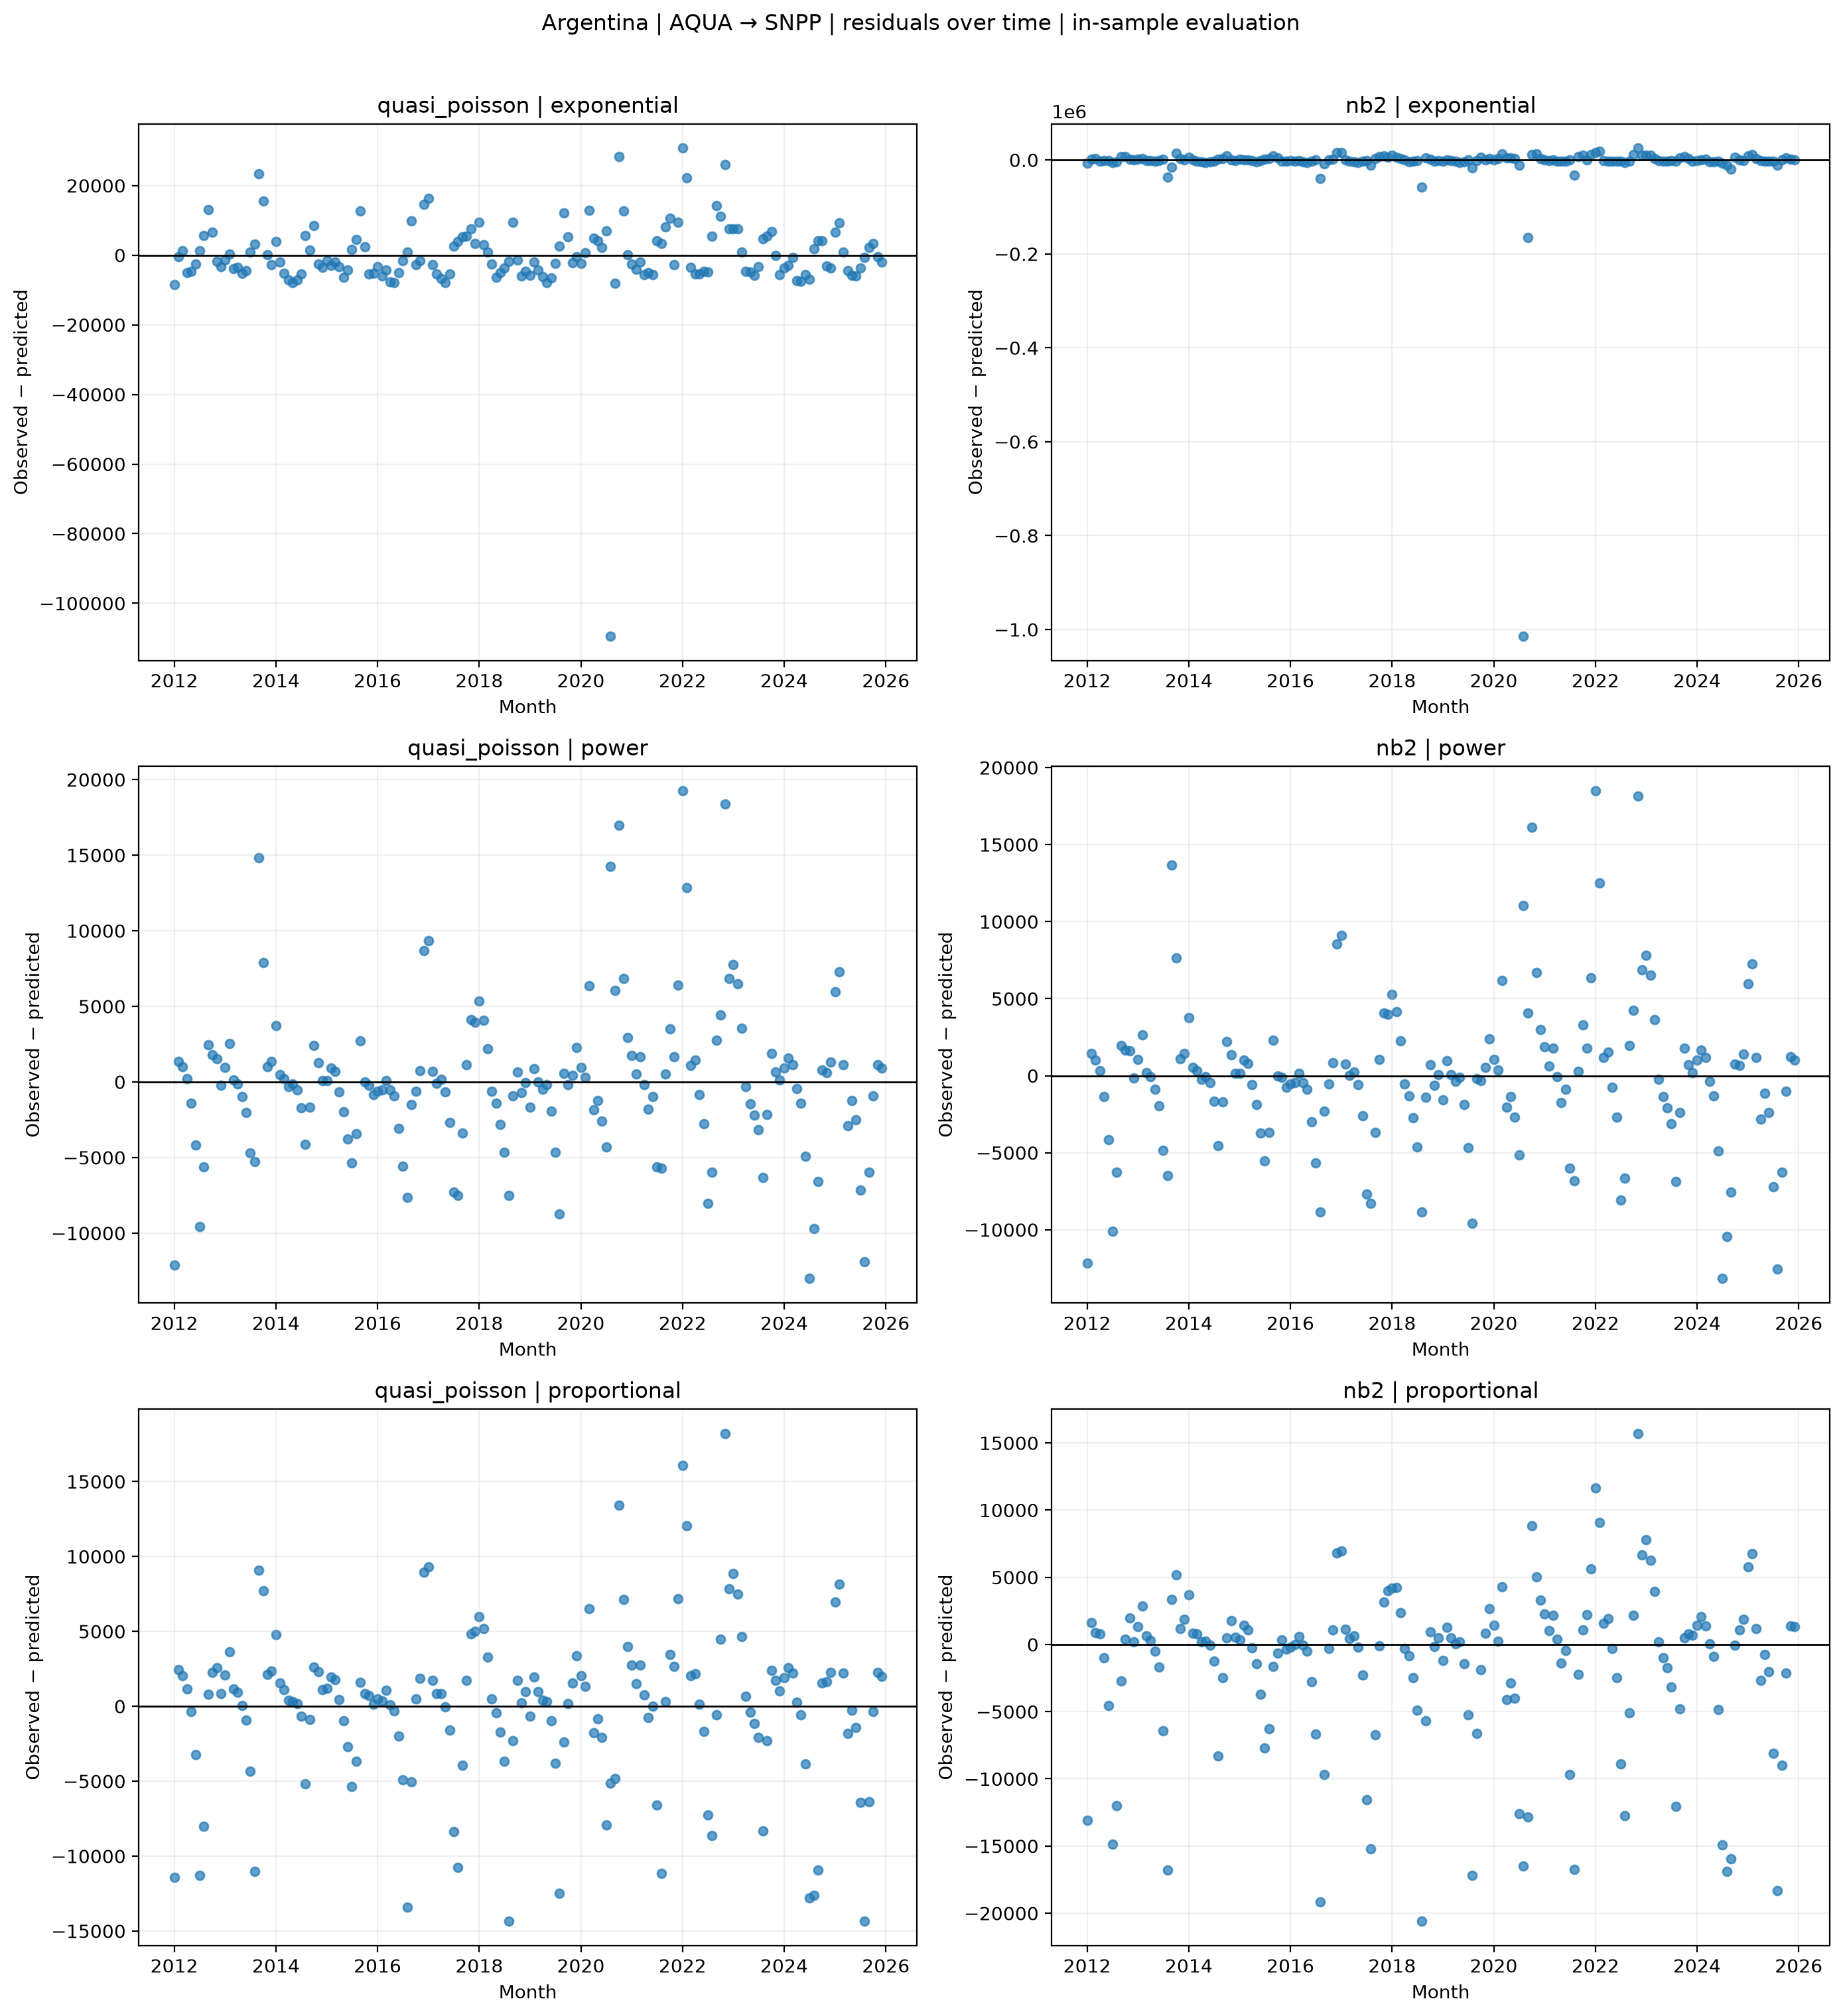 Argentina | AQUA → SNPP | residuals over time | in-sample evaluation
quasi_poisson | exponential
20000
0
−20000
−40000
−60000
−80000
−100000
Observed − predicted
2012 2014 2016 2018 2020 2022 2024 2026
Month
nb2 | exponential
1e6
0.0
−0.2
−0.4
−0.6
−0.8
−1.0
Observed − predicted
2012 2014 2016 2018 2020 2022 2024 2026
Month
quasi_poisson | power
20000
15000
10000
5000
0
−5000
−10000
Observed − predicted
2012 2014 2016 2018 2020 2022 2024 2026
Month
nb2 | power
20000
15000
10000
5000
0
−5000
−10000
Observed − predicted
2012 2014 2016 2018 2020 2022 2024 2026
Month
quasi_poisson | proportional
15000
10000
5000
0
−5000
−10000
−15000
Observed − predicted
2012 2014 2016 2018 2020 2022 2024 2026
Month
nb2 | proportional
15000
10000
5000
0
−5000
−10000
−15000
−20000
Observed − predicted
2012 2014 2016 2018 2020 2022 2024 2026
Month